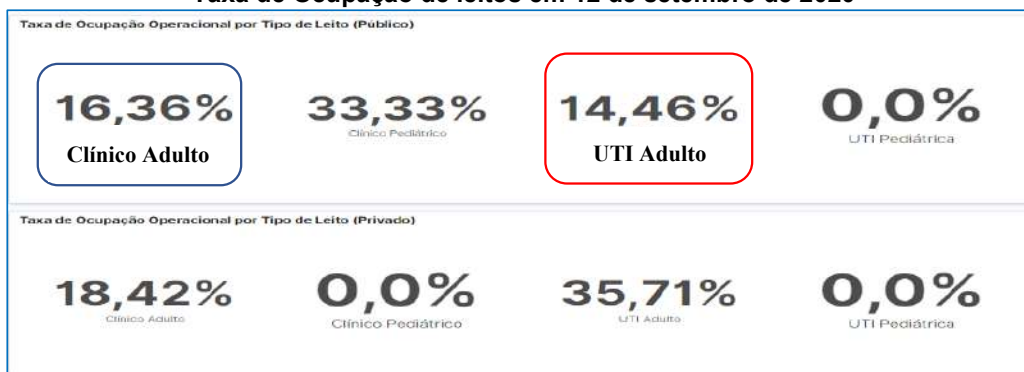 Taxa de Ocupação de leitos em 12 de setembro de 2020
Taxa de Ocupação Operacional por Tipo de Leito (Público)
16,36%
Clínico Adulto
33,33%
Clínico Pediátrico
14,46%
UTI Adulto
0,0%
UTI Pediátrica
Taxa de Ocupação Operacional por Tipo de Leito (Privado)
18,42%
Clínico Adulto
0,0%
Clínico Pediátrico
35,71%
UTI Adulto
0,0%
UTI Pediátrica